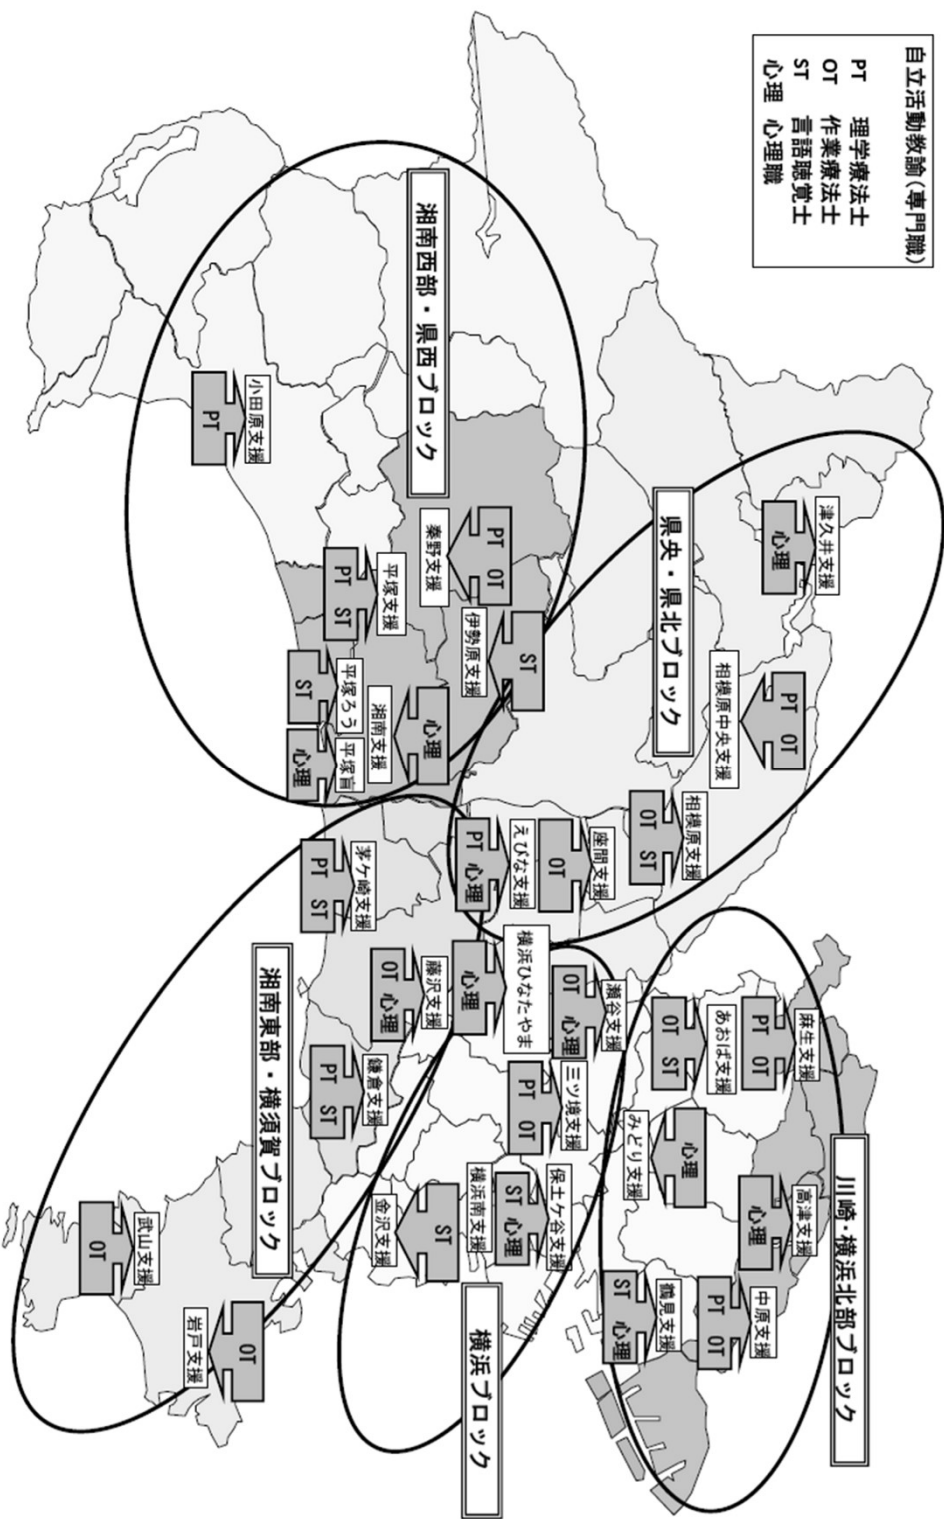 自立活動教諭(専門職)
PT 理学療法士
OT 作業療法士
ST 言語聴覚士
心理 心理職
川崎・横浜北部ブロック
麻生支援
PT OT
あおば支援
OT ST
高津支援
心理
中原支援
PT OT
みどり支援
心理
鶴見支援
ST 心理
県央・県北ブロック
津久井支援
心理
相模原中央支援
PT OT
相模原支援
OT ST
座間支援
OT
えびな支援
PT 心理
横浜ブロック
瀬谷支援
OT 心理
横浜ひなたやま
心理
三ツ境支援
PT OT
保土ケ谷支援
ST 心理
横浜南支援
金沢支援
ST
湘南西部・県西ブロック
秦野支援
PT OT
伊勢原支援
ST
小田原支援
PT
平塚支援
PT ST
平塚ろう
ST
平塚盲
心理
湘南支援
心理
湘南東部・横須賀ブロック
茅ケ崎支援
PT ST
藤沢支援
OT 心理
鎌倉支援
PT ST
武山支援
OT
岩戸支援
OT